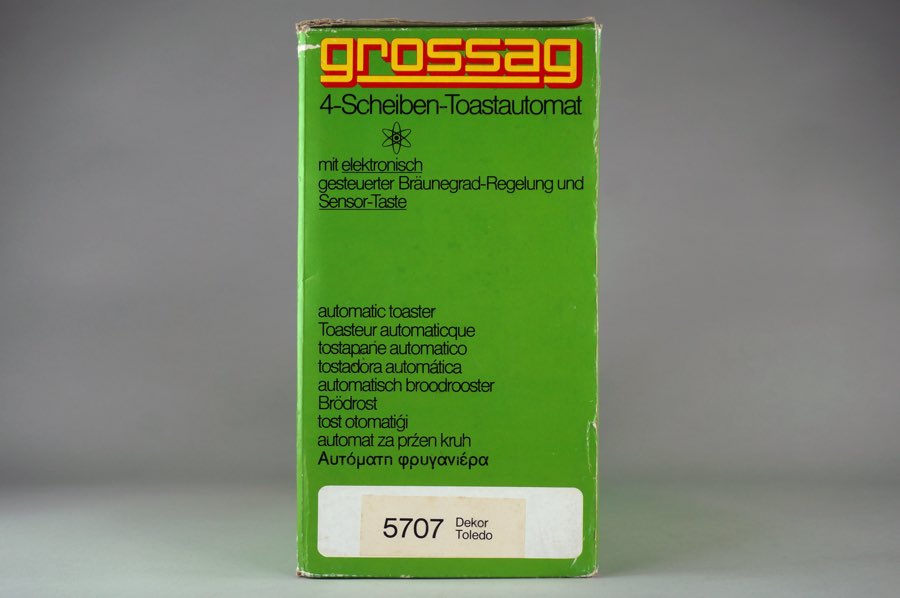 grossag
4-Scheiben-Toastautomat
mit elektronisch
gesteuerter Bräunegrad-Regelung und
Sensor-Taste
automatic toaster
Toasteur automaticque
tostapane automatico
tostadora automática
automatisch broodrooster
Brödrost
tost otomatiği
automat za pržen kruh
Αυτόματη φρυγανιέρα
5707 Dekor
Toledo